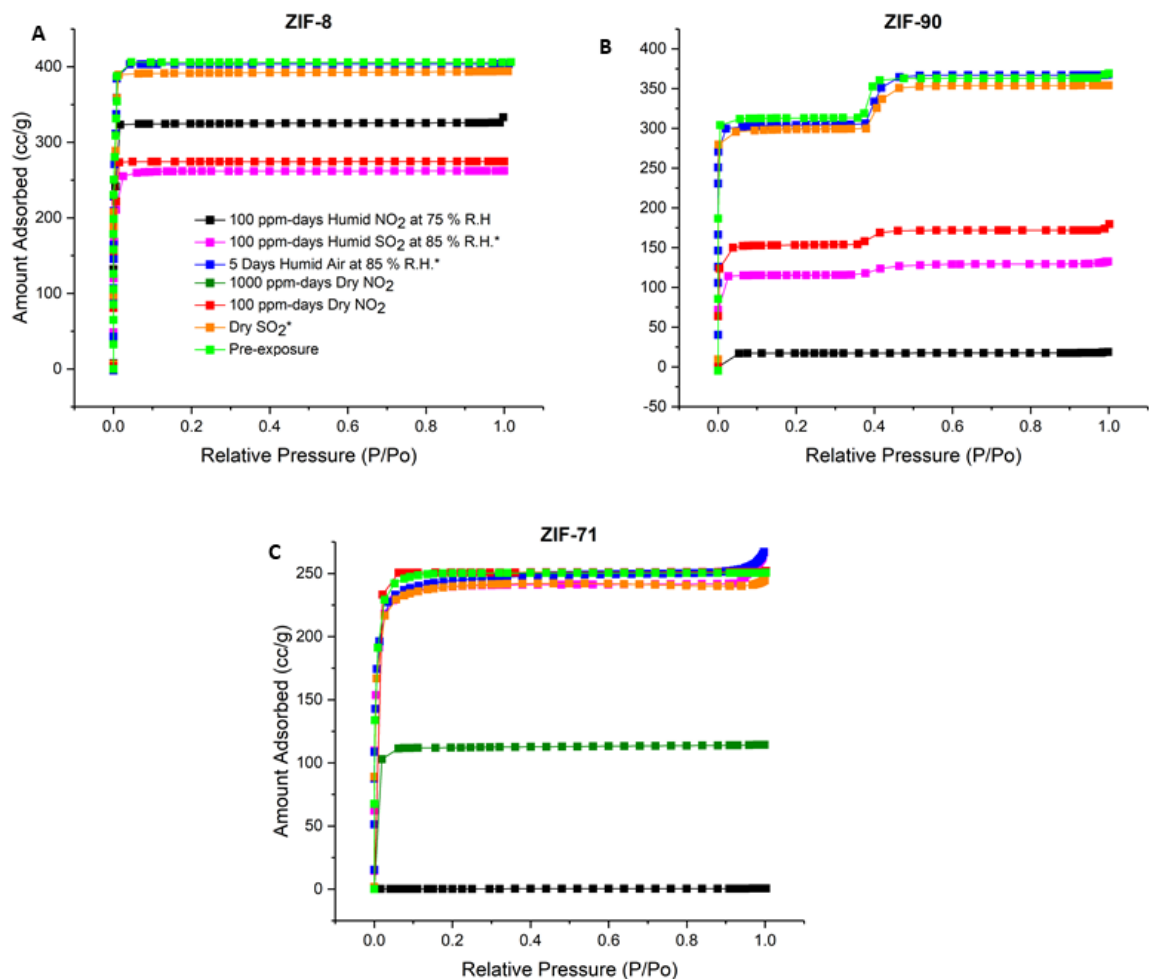 A
ZIF-8
400
300
200
100
0
Amount Adsorbed (cc/g)
100 ppm-days Humid NO2 at 75 % R.H
100 ppm-days Humid SO2 at 85 % R.H.*
5 Days Humid Air at 85 % R.H.*
1000 ppm-days Dry NO2
100 ppm-days Dry NO2
Dry SO2*
Pre-exposure
0.0 0.2 0.4 0.6 0.8 1.0
Relative Pressure (P/Po)
B
ZIF-90
400
350
300
250
200
150
100
50
0
-50
Amount Adsorbed (cc/g)
0.0 0.2 0.4 0.6 0.8 1.0
Relative Pressure (P/Po)
C
ZIF-71
250
200
150
100
50
0
Amount Adsorbed (cc/g)
0.0 0.2 0.4 0.6 0.8 1.0
Relative Pressure (P/Po)